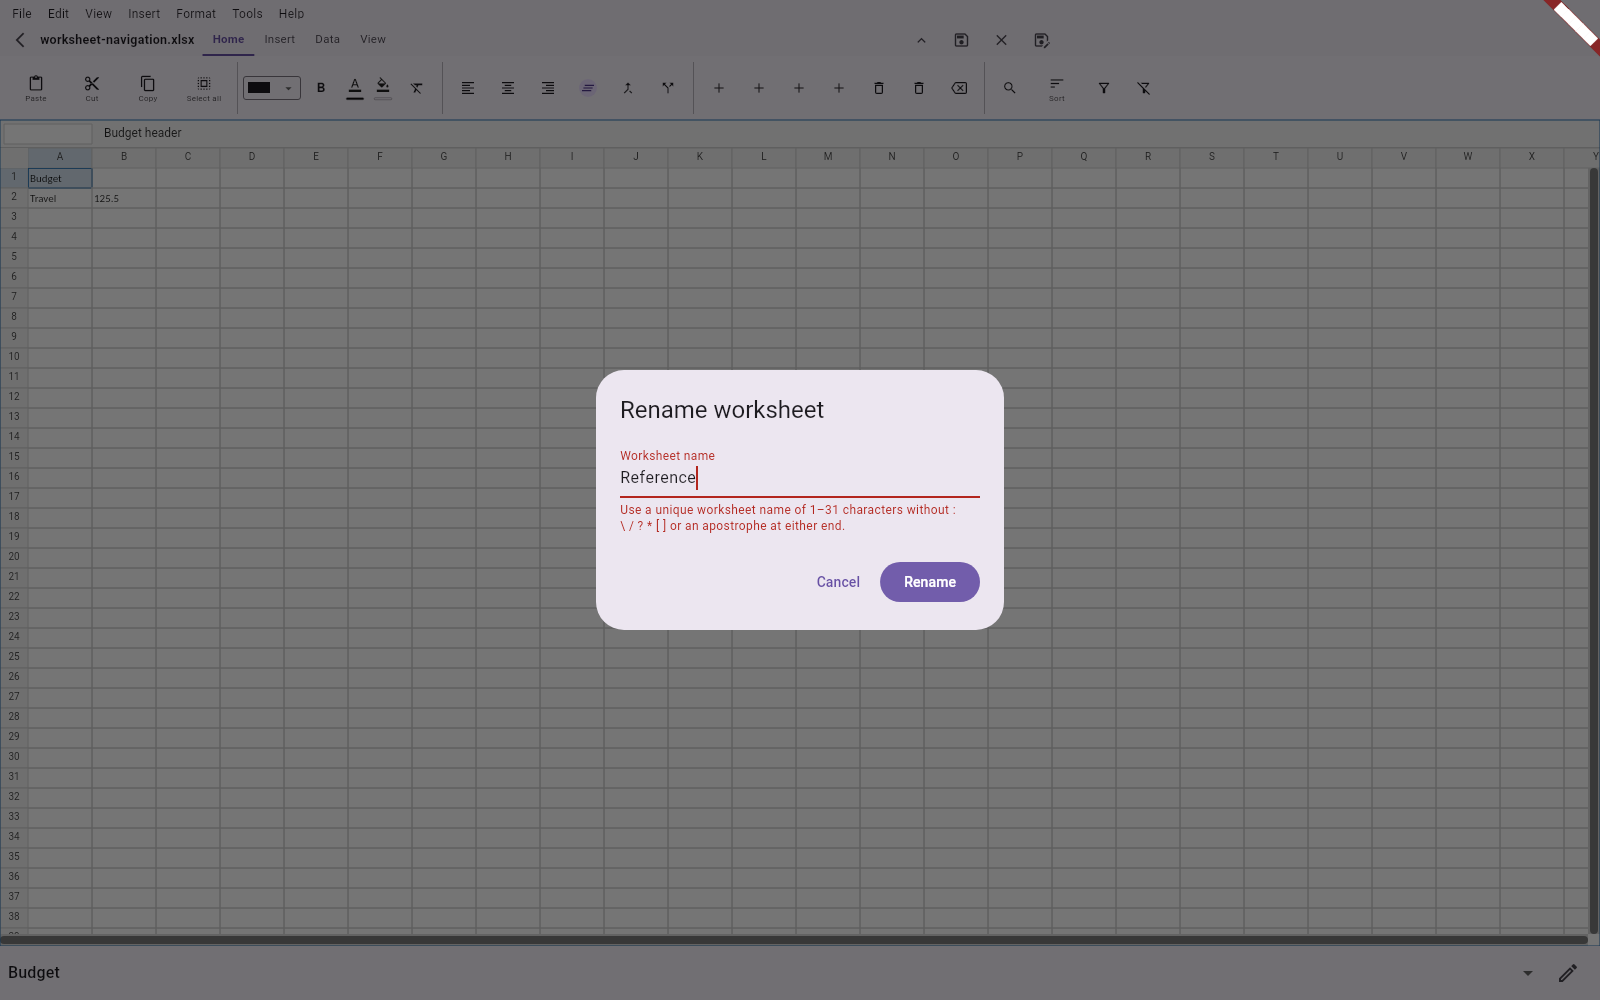 File Edit View Insert Format Tools Help
worksheet-navigation.xlsx Home Insert Data View
Paste Cut Copy Select all B A Sort
Budget header
A B C D E F G H I J K L M N O P Q R S T U V W X Y
1 Budget
2 Travel 125.5
3
4
5
6
7
8
9
10
11
12
13
14
15
16
17
18
19
20
21
22
23
24
25
26
27
28
29
30
31
32
33
34
35
36
37
38
Rename worksheet
Worksheet name
Reference
Use a unique worksheet name of 1–31 characters without :
\ / ? * [ ] or an apostrophe at either end.
Cancel Rename
Budget